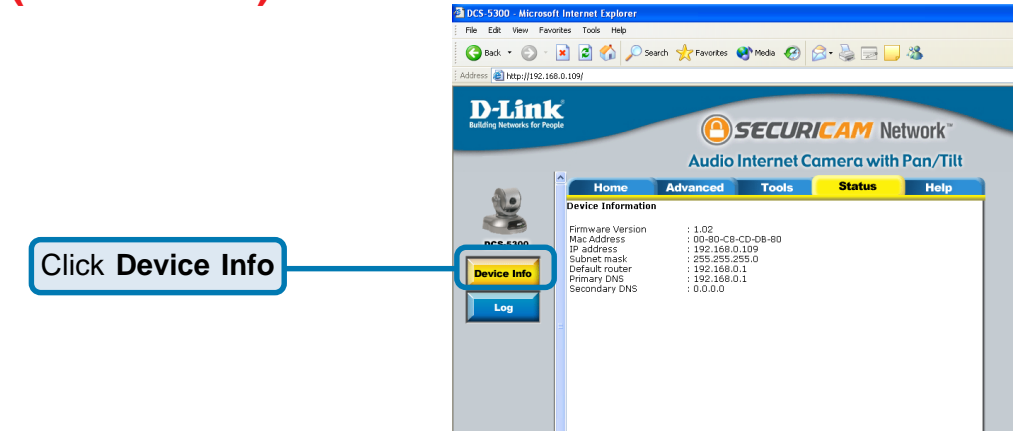 DCS-5300 - Microsoft Internet Explorer
File Edit View Favorites Tools Help
Back Search Favorites Media
Address http://192.168.0.109/
D-Link
Building Networks for People
SECURICAM Network™
Audio Internet Camera with Pan/Tilt
Home Advanced Tools Status Help
DCS-5300
Device Info
Log
Device Information
Firmware Version : 1.02
Mac Address : 00-80-C8-CD-DB-80
IP address : 192.168.0.109
Subnet mask : 255.255.255.0
Default router : 192.168.0.1
Primary DNS : 192.168.0.1
Secondary DNS : 0.0.0.0
Click Device Info